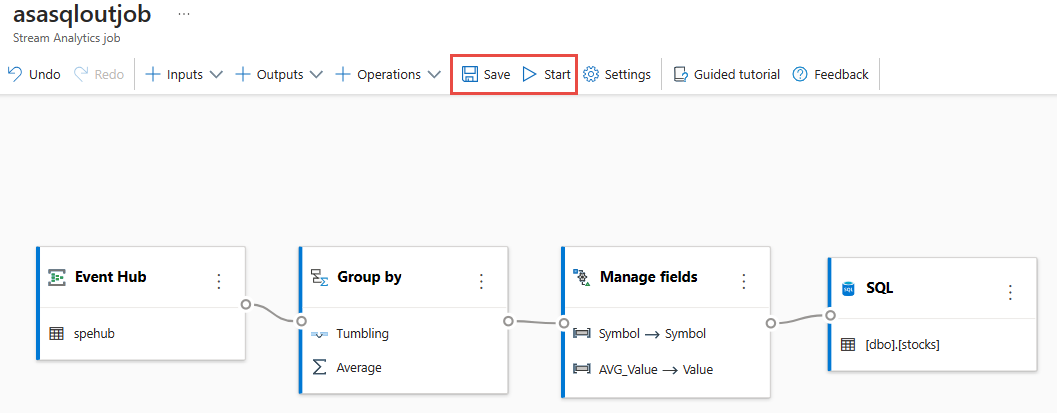 asasqloutjob ...
Stream Analytics job
Undo Redo Inputs Outputs Operations Save Start Settings Guided tutorial Feedback
Event Hub
spehub
Group by
Tumbling
Average
Manage fields
Symbol → Symbol
AVG_Value → Value
SQL
SQL
[dbo].[stocks]